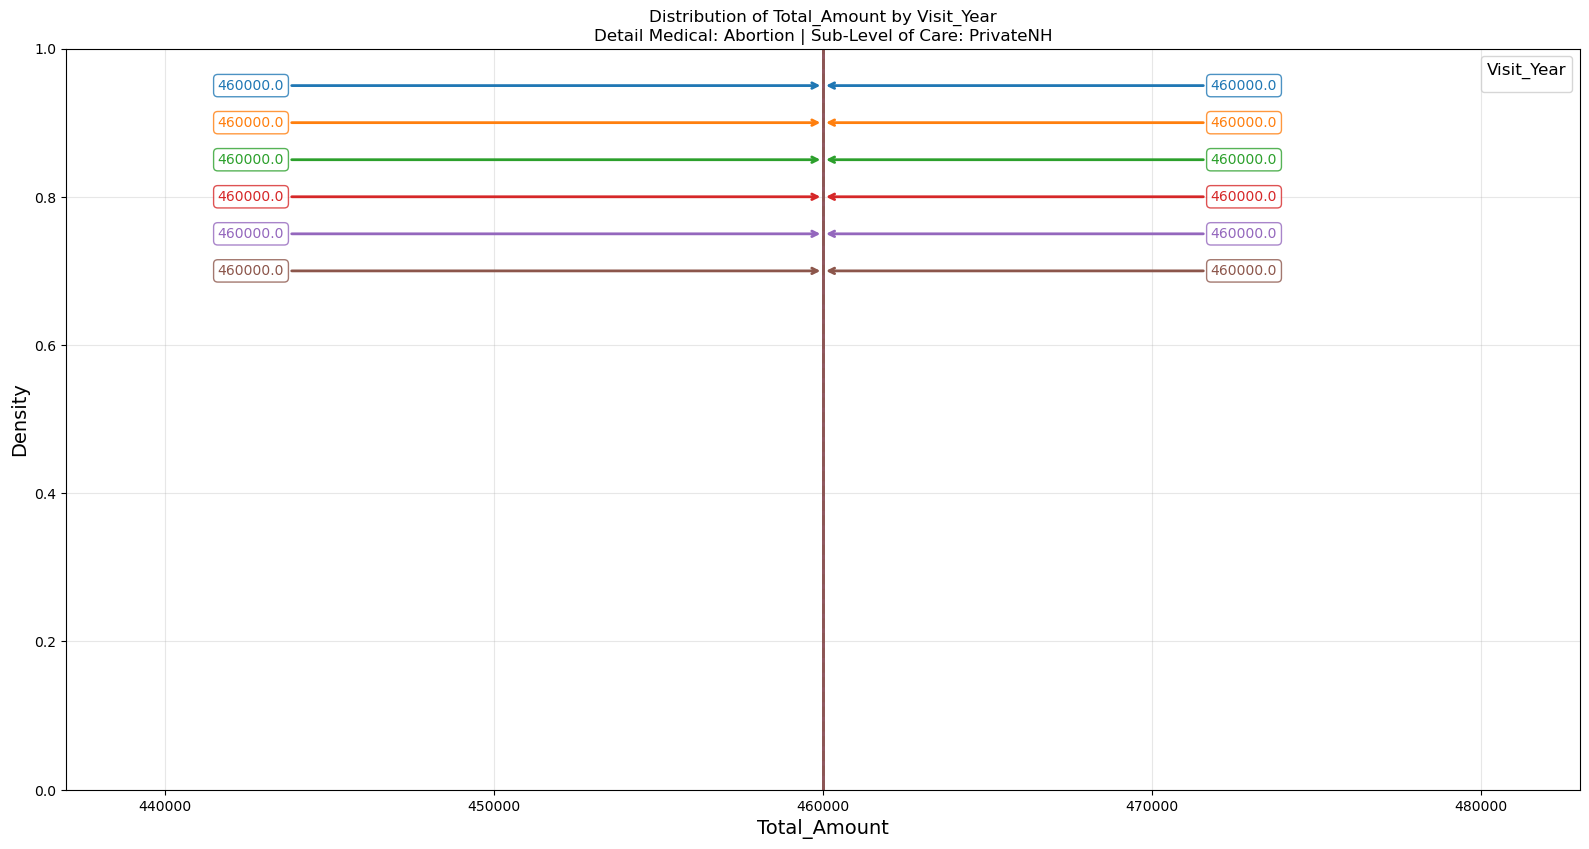 Distribution of Total_Amount by Visit_Year
Detail Medical: Abortion | Sub-Level of Care: PrivateNH
Visit_Year
460000.0 460000.0
460000.0 460000.0
460000.0 460000.0
460000.0 460000.0
460000.0 460000.0
460000.0 460000.0
1.0
0.8
0.6
0.4
0.2
0.0
Density
440000 450000 460000 470000 480000
Total_Amount